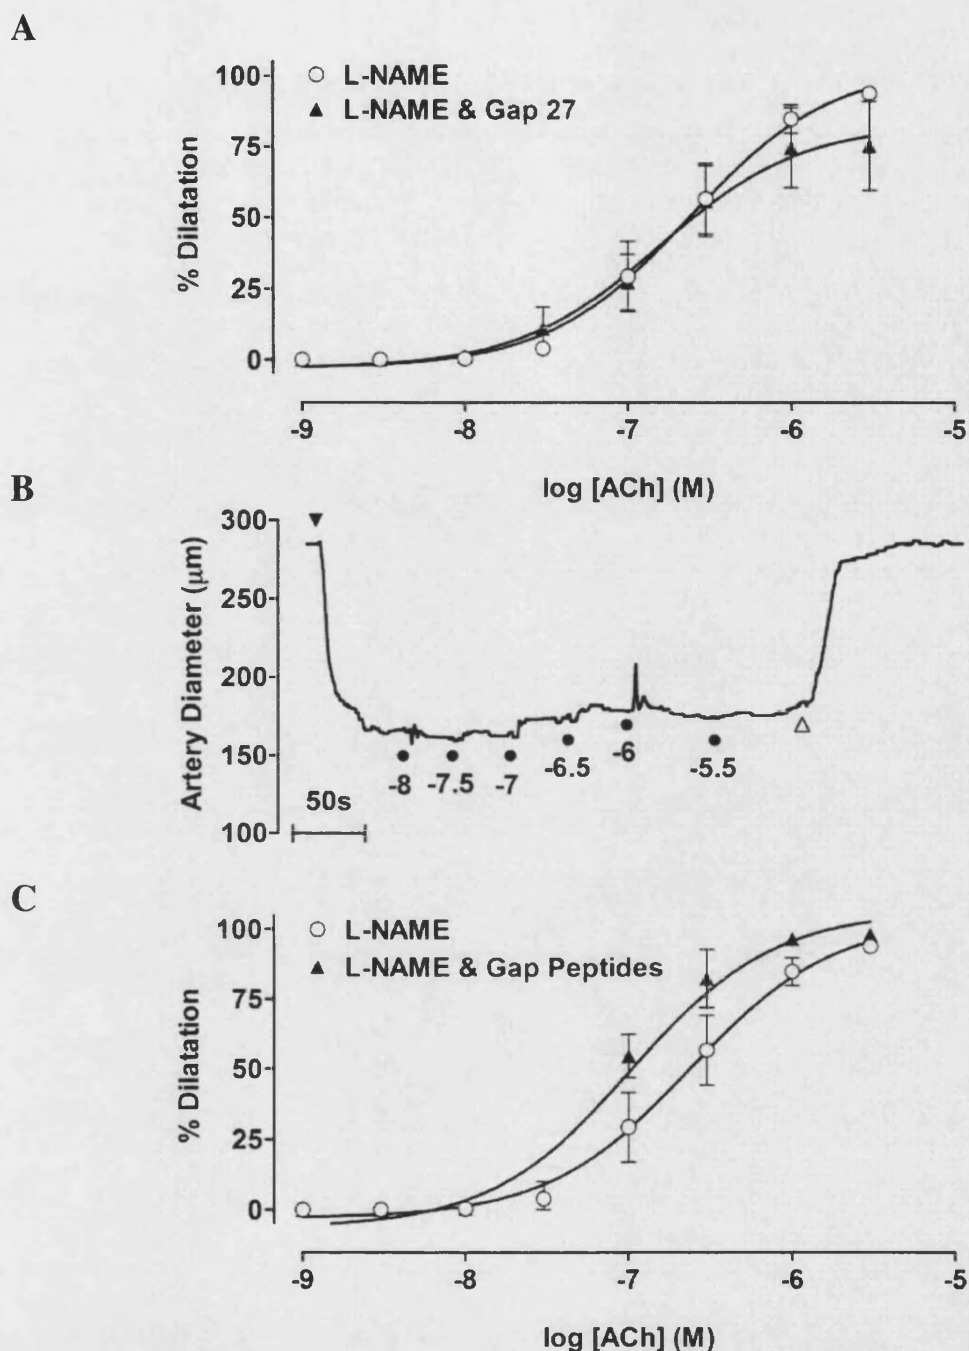 A
L-NAME
L-NAME & Gap 27
100
75
50
25
0
% Dilatation
-9 -8 -7 -6 -5
log [ACh] (M)
B
300
250
200
150
100
Artery Diameter (μm)
-8 -7.5 -7 -6.5 -6 -5.5
50s
C
L-NAME
L-NAME & Gap Peptides
100
75
50
25
0
% Dilatation
-9 -8 -7 -6 -5
log [ACh] (M)